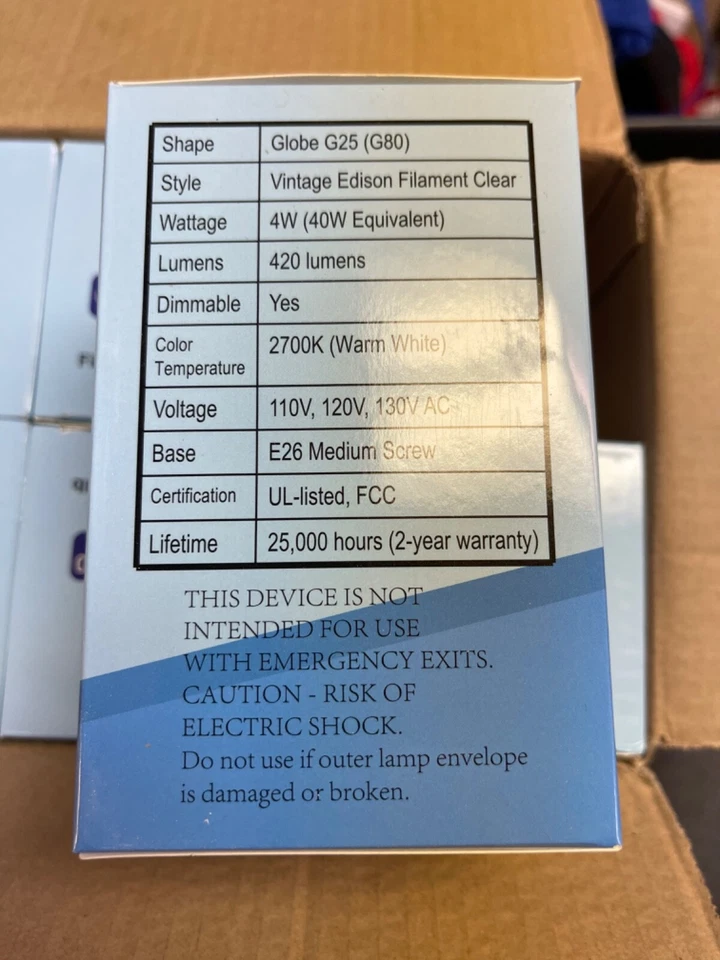 Shape Globe G25 (G80)
Style Vintage Edison Filament Clear
Wattage 4W (40W Equivalent)
Lumens 420 lumens
Dimmable Yes
Color
Temperature 2700K (Warm White)
Voltage 110V, 120V, 130V AC
Base E26 Medium Screw
Certification UL-listed, FCC
Lifetime 25,000 hours (2-year warranty)
THIS DEVICE IS NOT
INTENDED FOR USE
WITH EMERGENCY EXITS.
CAUTION - RISK OF
ELECTRIC SHOCK.
Do not use if outer lamp envelope
is damaged or broken.